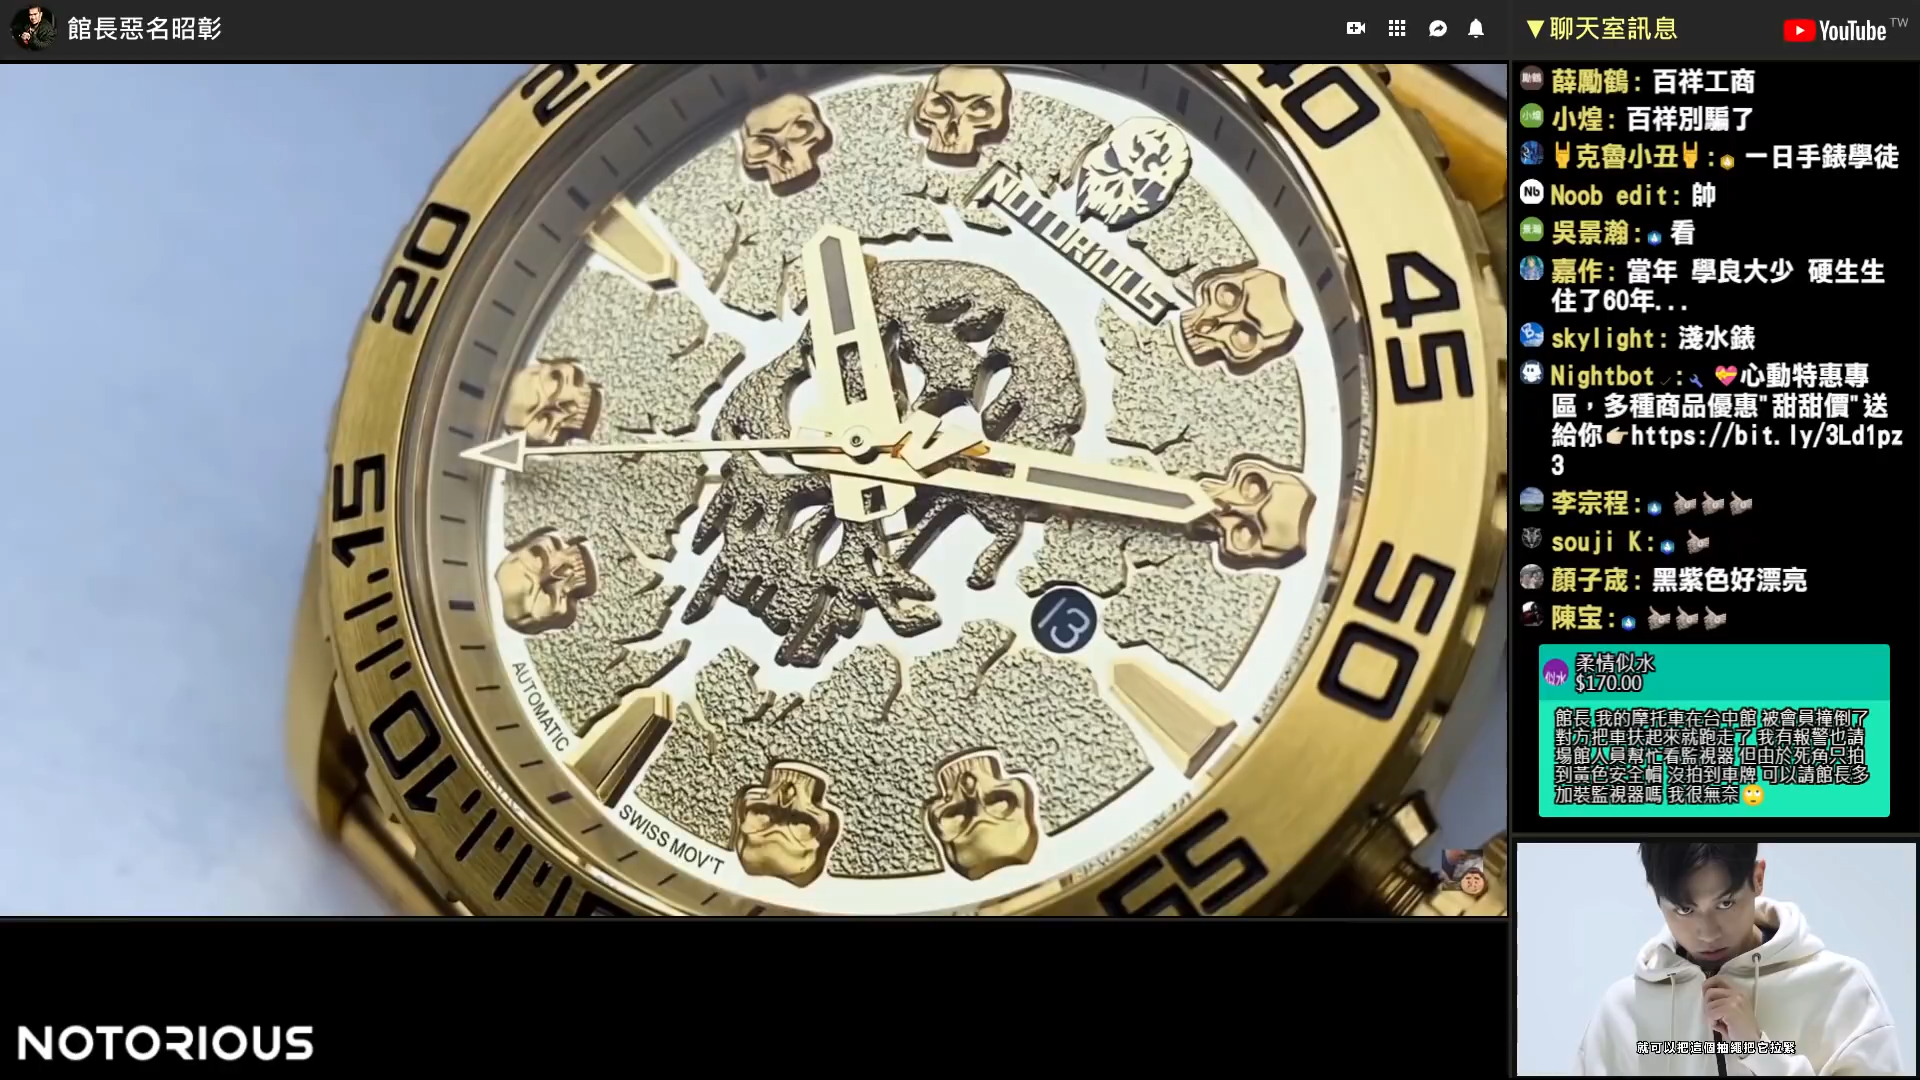 館長惡名昭彰
▼聊天室訊息
YouTube TW
薛勵鶴: 百祥工商
小煌: 百祥別騙了
🤘克魯小丑🤘: 👍一日手錶學徒
Nb Noob edit: 帥
吳景瀚: 看
嘉作: 當年 學良大少 硬生生
住了60年...
skylight: 淺水錶
Nightbot: 💝心動特惠專
區，多種商品優惠"甜甜價"送
給你👉https://bit.ly/3Ld1pz
3
李宗程:
souji K:
顏子宬: 黑紫色好漂亮
陳宝:
似水 柔情似水
$170.00
館長 我的摩托車在台中館 被會員撞倒了
對方把車扶起來就跑走了 我有報警也請
場館人員幫忙看監視器 但由於死角只拍
到黃色安全帽 沒拍到車牌 可以請館長多
加裝監視器嗎 我很無奈🙄
就可以把這個抽繩把它拉緊
40
45
50
55
10
15
20
NOTOR100S
13
AUTOMATIC
SWISS MOV'T
NOTORIOUS